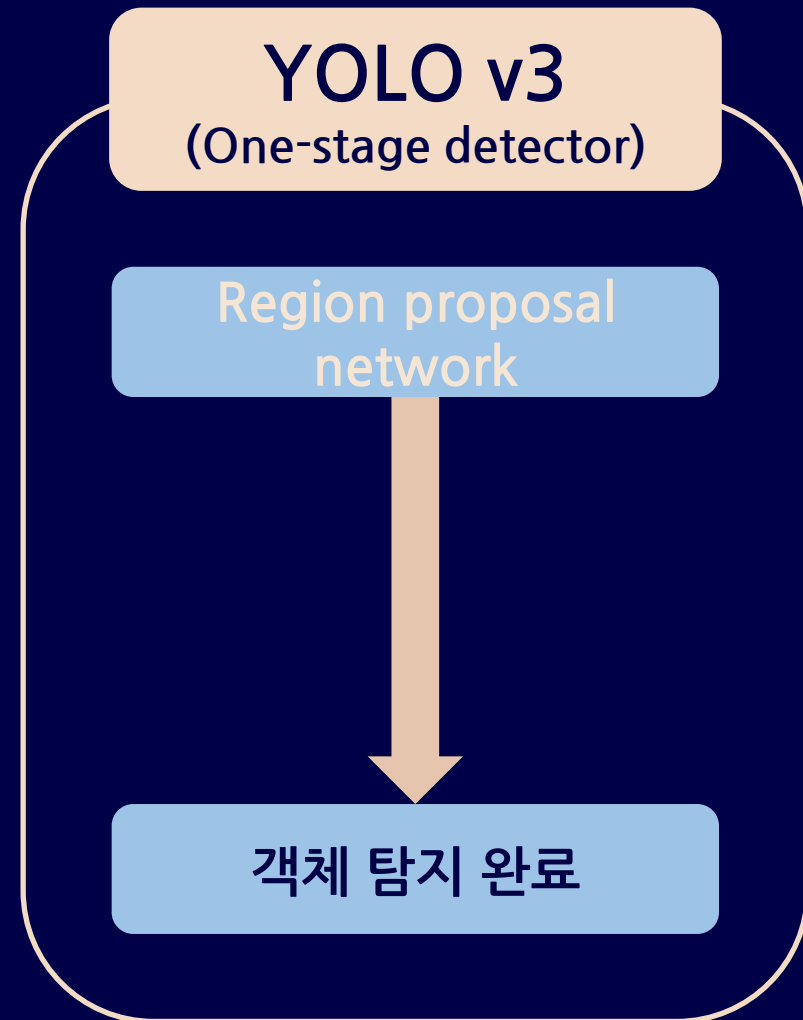 YOLO v3
(One-stage detector)
Region proposal
network
객체 탐지 완료